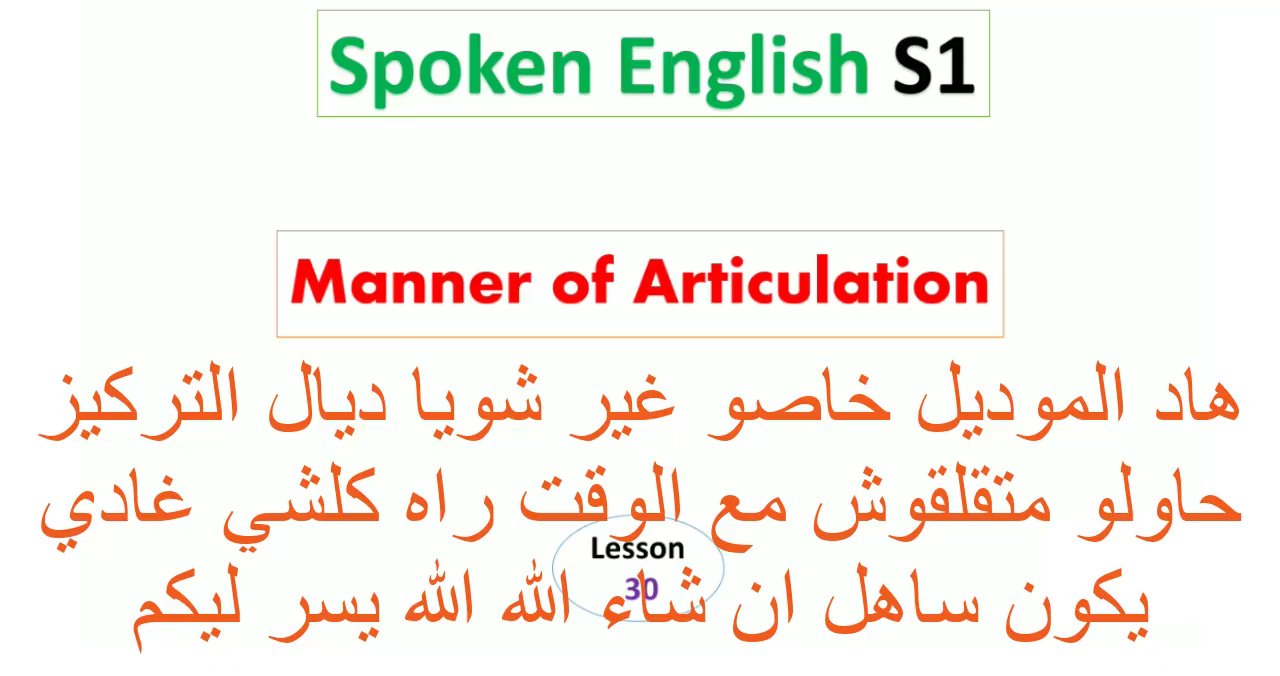 Spoken English S1
Manner of Articulation
هاد الموديل خاصو غير شويا ديال التركيز
حاولو متقلقوش مع الوقت راه كلشي غادي
يكون ساهل ان شاء الله الله يسر ليكم
Lesson
30